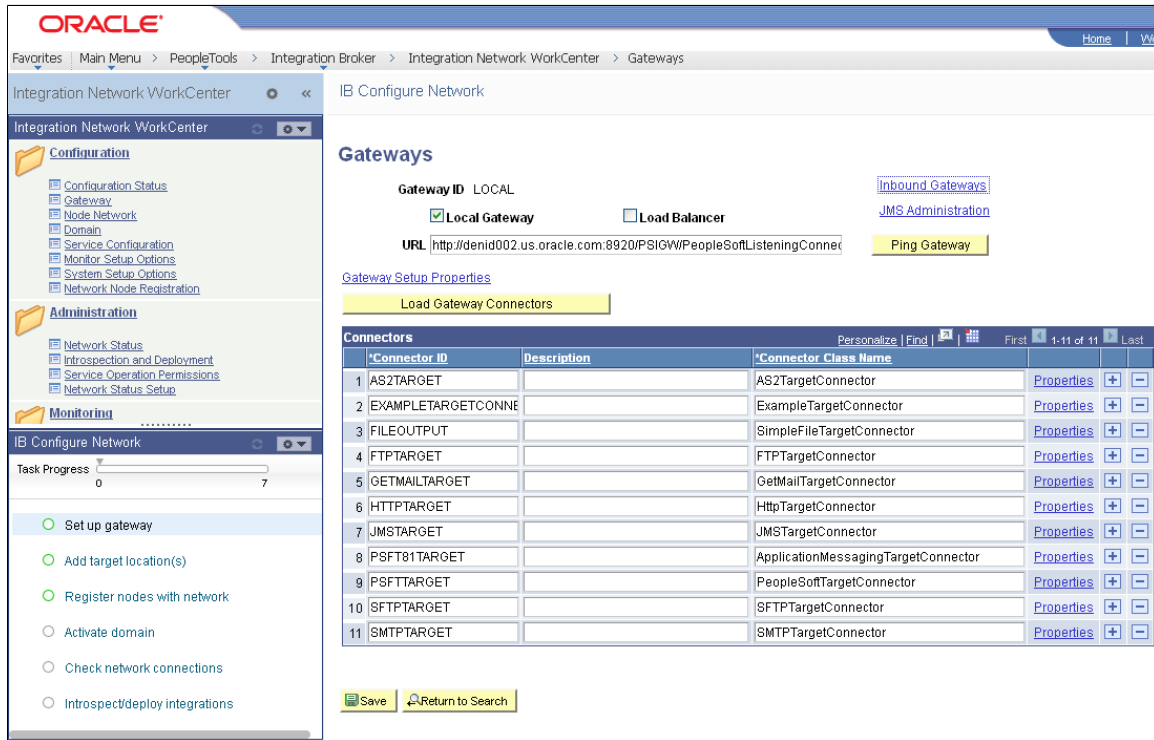 ORACLE
Home | We
Favorites | Main Menu > PeopleTools > Integration Broker > Integration Network WorkCenter > Gateways
Integration Network WorkCenter «
IB Configure Network
Integration Network WorkCenter
Configuration
Configuration Status
Gateway
Node Network
Domain
Service Configuration
Monitor Setup Options
System Setup Options
Network Node Registration
Administration
Network Status
Introspection and Deployment
Service Operation Permissions
Network Status Setup
Monitoring
IB Configure Network
Task Progress
0 7
Set up gateway
Add target location(s)
Register nodes with network
Activate domain
Check network connections
Introspect/deploy integrations
Gateways
Gateway ID LOCAL
Inbound Gateways
Local Gateway Load Balancer
JMS Administration
URL http://denid002.us.oracle.com:8920/PSIGW/PeopleSoftListeningConnec
Ping Gateway
Gateway Setup Properties
Load Gateway Connectors
Connectors Personalize | Find | First 1-11 of 11 Last
*Connector ID Description *Connector Class Name
1 AS2TARGET AS2TargetConnector Properties + −
2 EXAMPLETARGETCONNE ExampleTargetConnector Properties + −
3 FILEOUTPUT SimpleFileTargetConnector Properties + −
4 FTPTARGET FTPTargetConnector Properties + −
5 GETMAILTARGET GetMailTargetConnector Properties + −
6 HTTPTARGET HttpTargetConnector Properties + −
7 JMSTARGET JMSTargetConnector Properties + −
8 PSFT81TARGET ApplicationMessagingTargetConnector Properties + −
9 PSFTTARGET PeopleSoftTargetConnector Properties + −
10 SFTPTARGET SFTPTargetConnector Properties + −
11 SMTPTARGET SMTPTargetConnector Properties + −
Save Return to Search